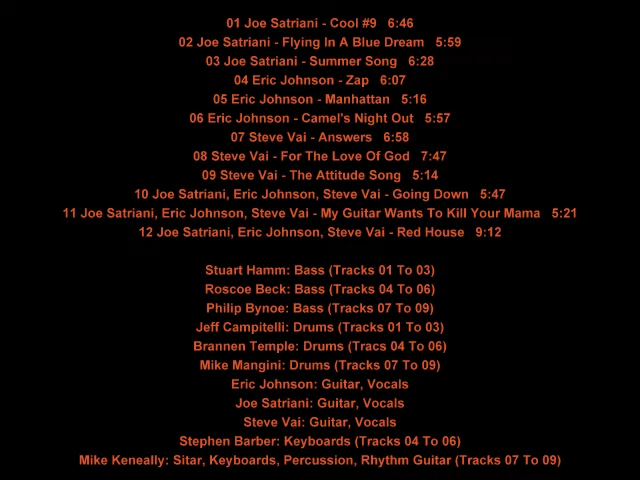 01 Joe Satriani - Cool #9 6:46
02 Joe Satriani - Flying In A Blue Dream 5:59
03 Joe Satriani - Summer Song 6:28
04 Eric Johnson - Zap 6:07
05 Eric Johnson - Manhattan 5:16
06 Eric Johnson - Camel's Night Out 5:57
07 Steve Vai - Answers 6:58
08 Steve Vai - For The Love Of God 7:47
09 Steve Vai - The Attitude Song 5:14
10 Joe Satriani, Eric Johnson, Steve Vai - Going Down 5:47
11 Joe Satriani, Eric Johnson, Steve Vai - My Guitar Wants To Kill Your Mama 5:21
12 Joe Satriani, Eric Johnson, Steve Vai - Red House 9:12
Stuart Hamm: Bass (Tracks 01 To 03)
Roscoe Beck: Bass (Tracks 04 To 06)
Philip Bynoe: Bass (Tracks 07 To 09)
Jeff Campitelli: Drums (Tracks 01 To 03)
Brannen Temple: Drums (Tracs 04 To 06)
Mike Mangini: Drums (Tracks 07 To 09)
Eric Johnson: Guitar, Vocals
Joe Satriani: Guitar, Vocals
Steve Vai: Guitar, Vocals
Stephen Barber: Keyboards (Tracks 04 To 06)
Mike Keneally: Sitar, Keyboards, Percussion, Rhythm Guitar (Tracks 07 To 09)